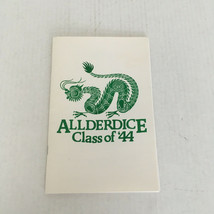 ALLDERDICE
Class of '44